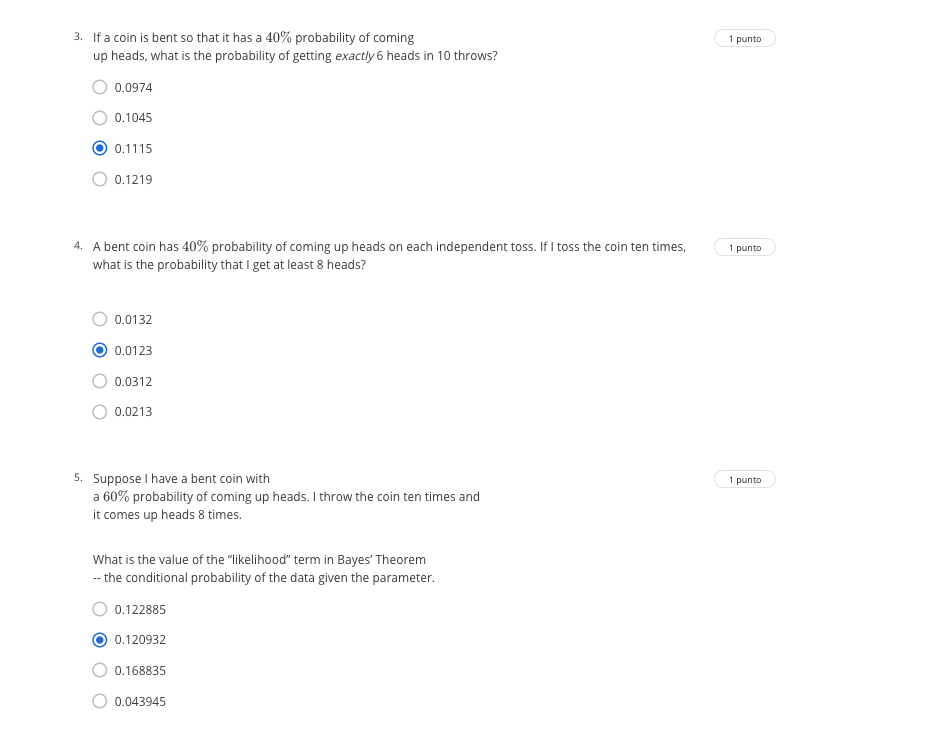 3. If a coin is bent so that it has a 40% probability of coming
up heads, what is the probability of getting exactly 6 heads in 10 throws?
1 punto
0.0974
0.1045
0.1115
0.1219
4. A bent coin has 40% probability of coming up heads on each independent toss. If I toss the coin ten times,
what is the probability that I get at least 8 heads?
1 punto
0.0132
0.0123
0.0312
0.0213
5. Suppose I have a bent coin with
a 60% probability of coming up heads. I throw the coin ten times and
it comes up heads 8 times.
1 punto
What is the value of the “likelihood” term in Bayes’ Theorem
-- the conditional probability of the data given the parameter.
0.122885
0.120932
0.168835
0.043945